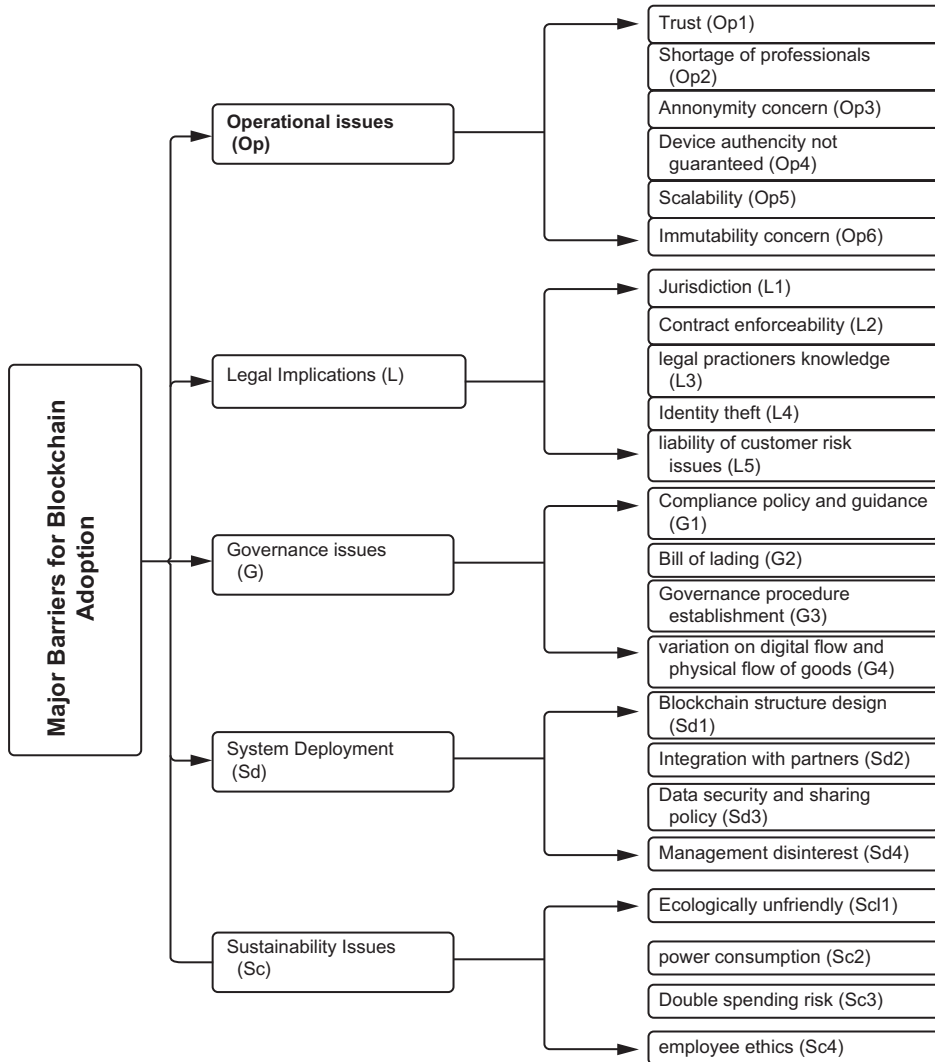 Major Barriers for Blockchain
Adoption
Operational issues
(Op)
Trust (Op1)
Shortage of professionals
(Op2)
Annonymity concern (Op3)
Device authencity not
guaranteed (Op4)
Scalability (Op5)
Immutability concern (Op6)
Legal Implications (L)
Jurisdiction (L1)
Contract enforceability (L2)
legal practioners knowledge
(L3)
Identity theft (L4)
liability of customer risk
issues (L5)
Governance issues
(G)
Compliance policy and guidance
(G1)
Bill of lading (G2)
Governance procedure
establishment (G3)
variation on digital flow and
physical flow of goods (G4)
System Deployment
(Sd)
Blockchain structure design
(Sd1)
Integration with partners (Sd2)
Data security and sharing
policy (Sd3)
Management disinterest (Sd4)
Sustainability Issues
(Sc)
Ecologically unfriendly (Scl1)
power consumption (Sc2)
Double spending risk (Sc3)
employee ethics (Sc4)